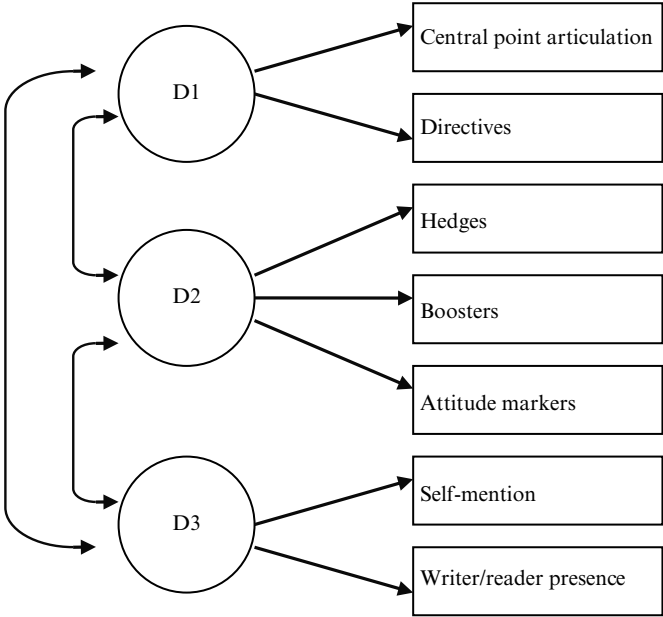 Central point articulation
D1
Directives
Hedges
D2
Boosters
Attitude markers
Self-mention
D3
Writer/reader presence